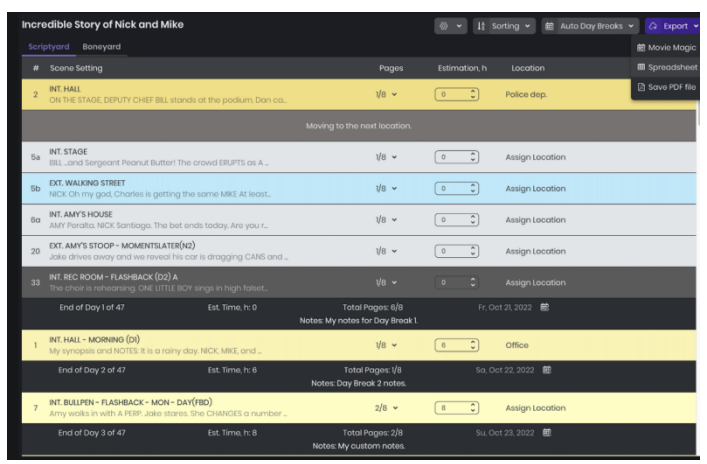 Incredible Story of Nick and Mike
Sorting
Auto Day Breaks
Export
Scriptyard Boneyard
Movie Magic
Spreadsheet
Save PDF file
# Scene Setting Pages Estimation, h Location
2 INT. HALL 1/8 0 Police dep.
ON THE STAGE, DEPUTY CHIEF BILL stands at the podium. Dan ca...
Moving to the next location.
5a INT. STAGE 1/8 0 Assign Location
BILL ...and Sergeant Peanut Butter! The crowd ERUPTS as A ...
5b EXT. WALKING STREET 1/8 0 Assign Location
NICK Oh my god, Charles is getting the same MIKE At least...
6a INT. AMY'S HOUSE 1/8 0 Assign Location
AMY Peralta. NICK Santiago. The bet ends today. Are you r...
20 EXT. AMY'S STOOP - MOMENTSLATER(N2) 1/8 0 Assign Location
Jake drives away and we reveal his car is dragging CANS and ...
33 INT. REC ROOM - FLASHBACK (D2) A 1/8 0 Assign Location
The choir is rehearsing. ONE LITTLE BOY sings in high falset...
End of Day 1 of 47 Est. Time, h: 0 Total Pages: 6/8 Fr, Oct 21, 2022
Notes: My notes for Day Break 1.
1 INT. HALL - MORNING (D1) 1/8 6 Office
My synopsis and NOTES: It is a rainy day. NICK, MIKE, and ...
End of Day 2 of 47 Est. Time, h: 6 Total Pages: 1/8 Sa, Oct 22, 2022
Notes: Day Break 2 notes.
7 INT. BULLPEN - FLASHBACK - MON - DAY(FBD) 2/8 8 Assign Location
Amy walks in with A PERP. Jake stares. She CHANGES a number ...
End of Day 3 of 47 Est. Time, h: 8 Total Pages: 2/8 Su, Oct 23, 2022
Notes: My custom notes.